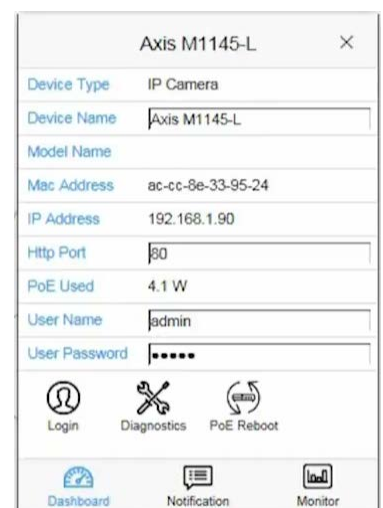 Axis M1145-L
Device Type IP Camera
Device Name Axis M1145-L
Model Name
Mac Address ac-cc-8e-33-95-24
IP Address 192.168.1.90
Http Port 80
PoE Used 4.1 W
User Name admin
User Password •••••
Login Diagnostics PoE Reboot
Dashboard Notification Monitor